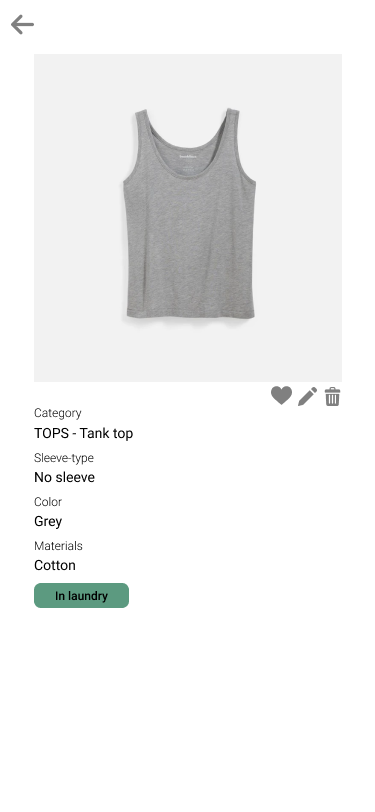 Category
TOPS - Tank top
Sleeve-type
No sleeve
Color
Grey
Materials
Cotton
In laundry